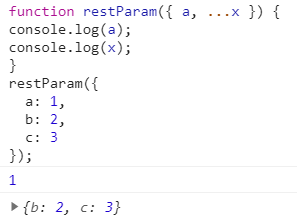 function restParam({ a, ...x }) {
console.log(a);
console.log(x);
}
restParam({
  a: 1,
  b: 2,
  c: 3
});
1
▶{b: 2, c: 3}